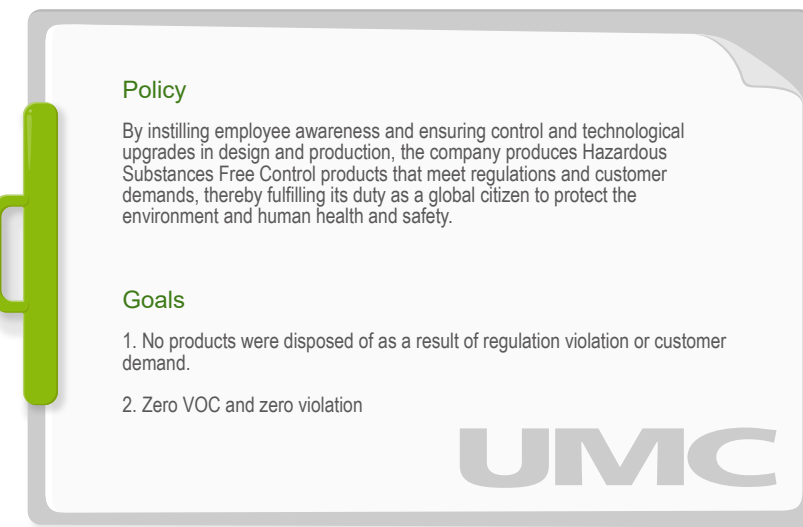 Policy
By instilling employee awareness and ensuring control and technological
upgrades in design and production, the company produces Hazardous
Substances Free Control products that meet regulations and customer
demands, thereby fulfilling its duty as a global citizen to protect the
environment and human health and safety.
Goals
1. No products were disposed of as a result of regulation violation or customer
demand.
2. Zero VOC and zero violation
UMC